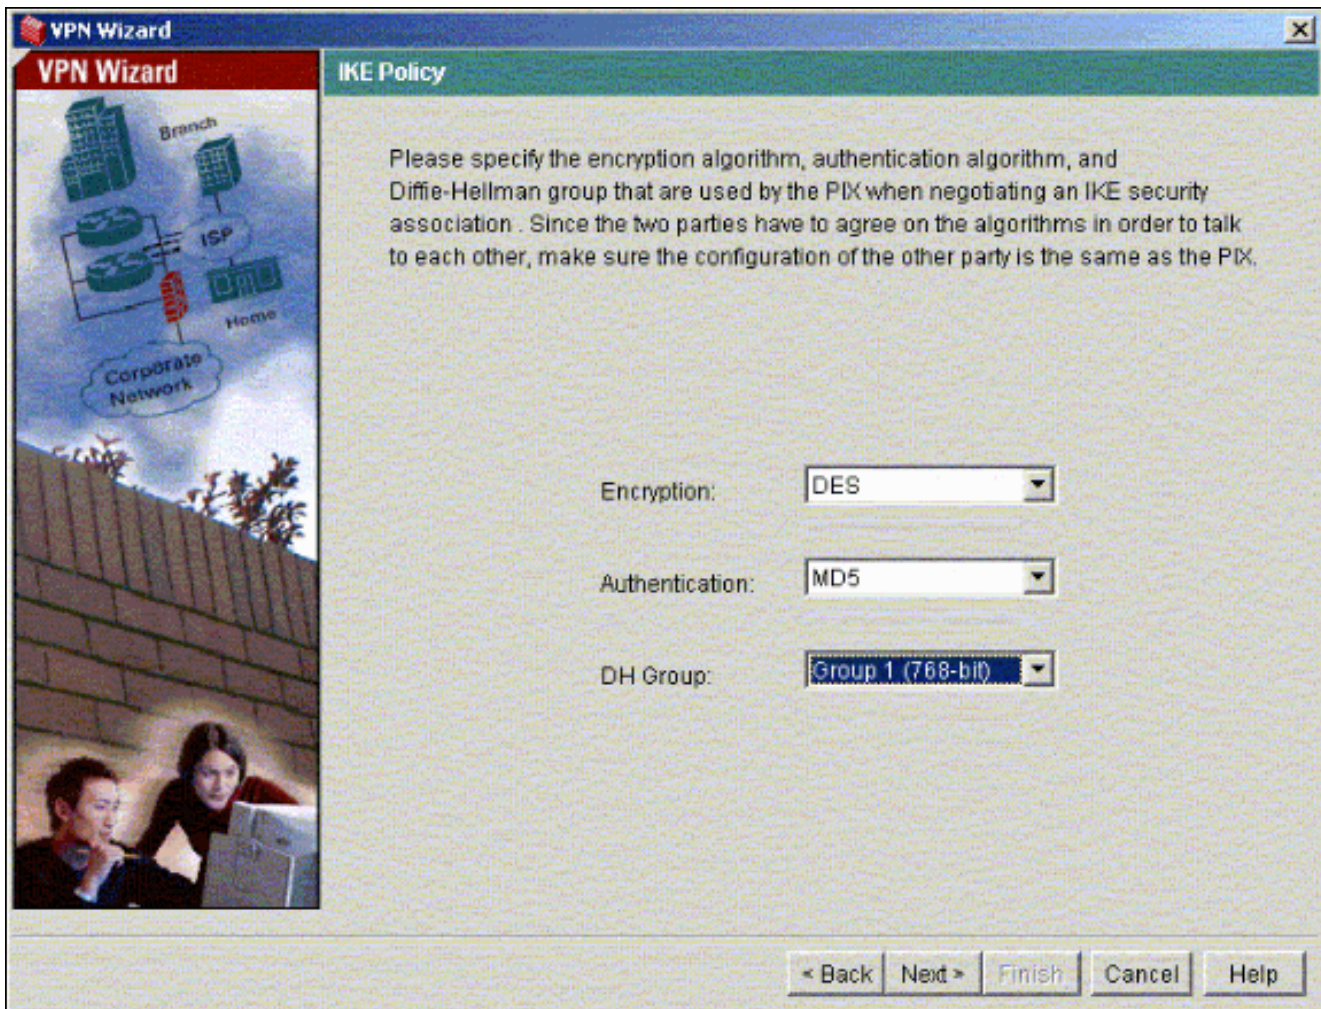 VPN Wizard
VPN Wizard
IKE Policy
Branch
ISP
Home
Corporate
Network
Please specify the encryption algorithm, authentication algorithm, and
Diffie-Hellman group that are used by the PIX when negotiating an IKE security
association . Since the two parties have to agree on the algorithms in order to talk
to each other, make sure the configuration of the other party is the same as the PIX.
Encryption: DES
Authentication: MD5
DH Group: Group 1 (768-bit)
< Back Next > Finish Cancel Help